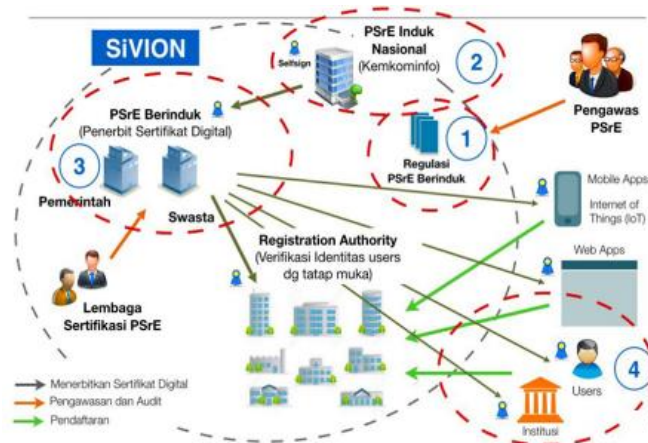 SiVION
PSrE Induk
Nasional
(Kemkominfo)
Selfsign
2
Pengawas
PSrE
PSrE Berinduk
(Penerbit Sertifikat Digital)
1
Regulasi
PSrE Berinduk
3
Pemerintah
Swasta
Mobile Apps
Internet of
Things (IoT)
Registration Authority
(Verifikasi Identitas users
dg tatap muka)
Web Apps
Lembaga
Sertifikasi PSrE
4
Users
Institusi
Menerbitkan Sertifikat Digital
Pengawasan dan Audit
Pendaftaran